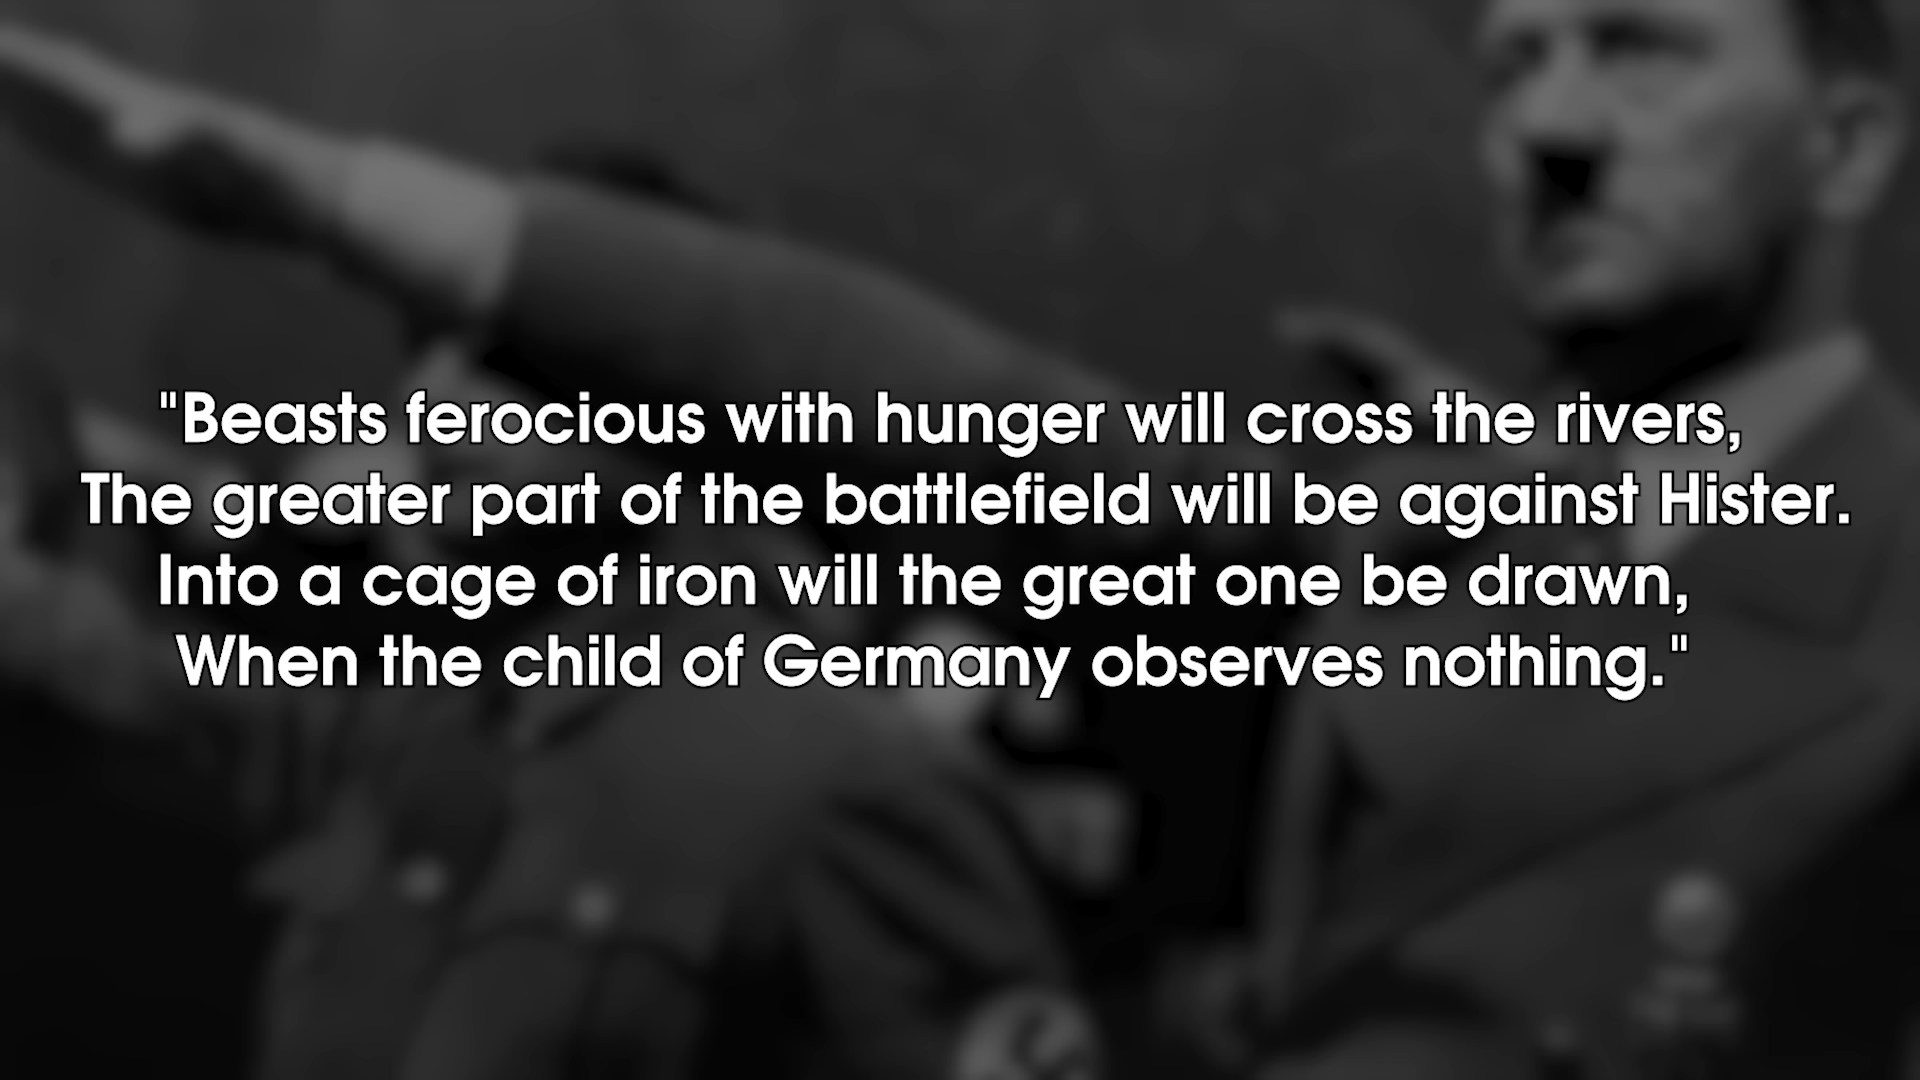 "Beasts ferocious with hunger will cross the rivers,
The greater part of the battlefield will be against Hister.
Into a cage of iron will the great one be drawn,
When the child of Germany observes nothing."